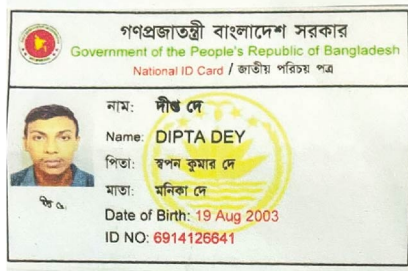 গণপ্রজাতন্ত্রী বাংলাদেশ সরকার
Government of the People's Republic of Bangladesh
National ID Card / জাতীয় পরিচয় পত্র
নাম: দীপ্ত দে
Name: DIPTA DEY
পিতা: স্বপন কুমার দে
মাতা: মনিকা দে
Date of Birth: 19 Aug 2003
ID NO: 6914126641